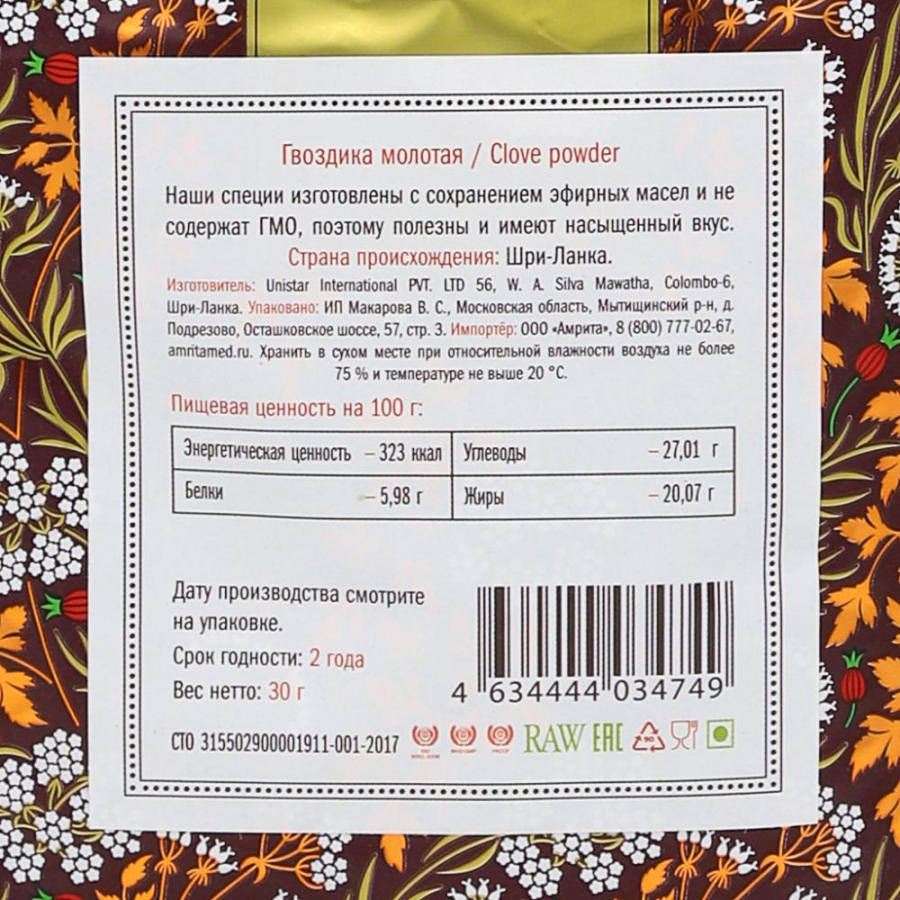 Гвоздика молотая / Clove powder
Наши специи изготовлены с сохранением эфирных масел и не
содержат ГМО, поэтому полезны и имеют насыщенный вкус.
Страна происхождения: Шри-Ланка.
Изготовитель: Unistar International PVT. LTD 56, W. A. Silva Mawatha, Colombo-6,
Шри-Ланка. Упаковано: ИП Макарова В. С., Московская область, Мытищинский р-н, д.
Подрезово, Осташковское шоссе, 57, стр. 3. Импортёр: ООО «Амрита», 8 (800) 777-02-67,
amritamed.ru. Хранить в сухом месте при относительной влажности воздуха не более
75 % и температуре не выше 20 °С.
Пищевая ценность на 100 г:
Энергетическая ценность – 323 ккал Углеводы – 27,01 г
Белки – 5,98 г Жиры – 20,07 г
Дату производства смотрите
на упаковке.
Срок годности: 2 года
Вес нетто: 30 г
4 634444 034749
СТО 315502900001911-001-2017 RAW EAC